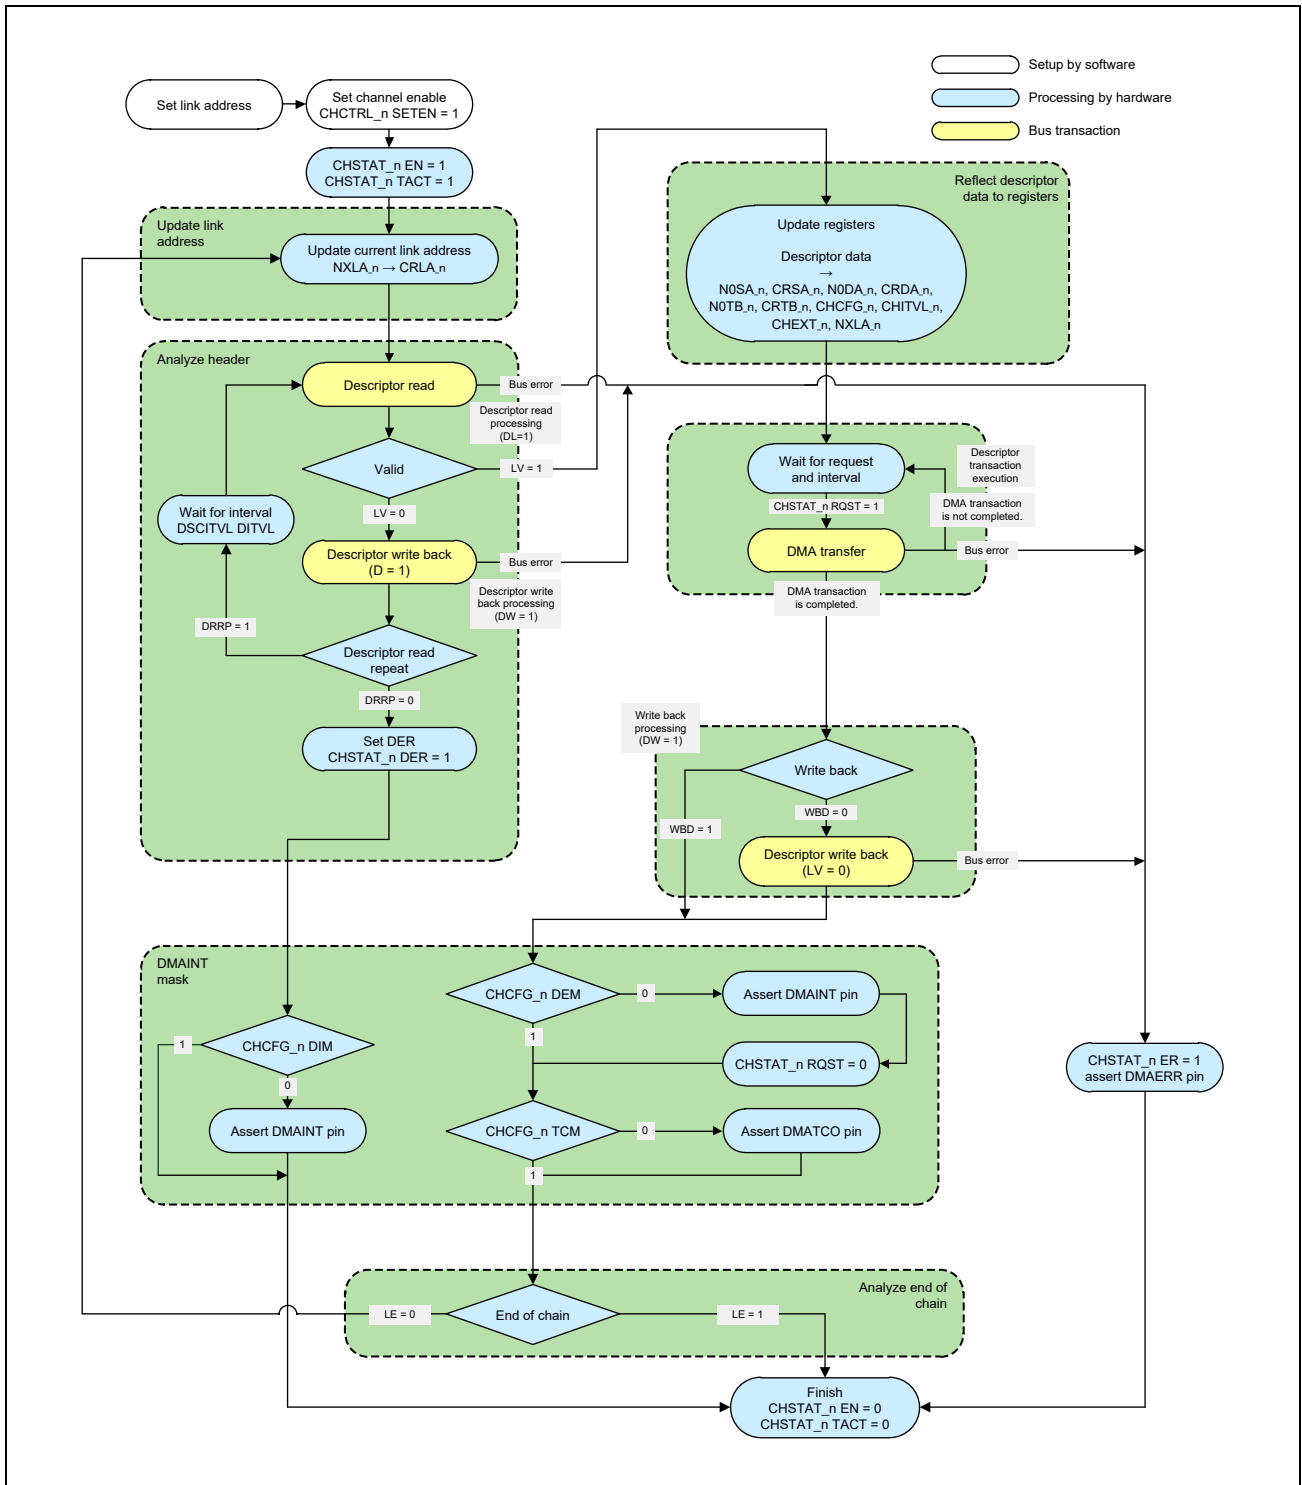 Setup by software
Processing by hardware
Bus transaction
Set link address
Set channel enable
CHCTRL_n SETEN = 1
CHSTAT_n EN = 1
CHSTAT_n TACT = 1
Update link
address
Update current link address
NXLA_n → CRLA_n
Reflect descriptor
data to registers
Update registers
Descriptor data
→
N0SA_n, CRSA_n, N0DA_n, CRDA_n,
N0TB_n, CRTB_n, CHCFG_n, CHITVL_n,
CHEXT_n, NXLA_n
Analyze header
Descriptor read
Bus error
Descriptor read
processing
(DL=1)
Valid
LV = 1
LV = 0
Wait for interval
DSCITVL DITVL
Descriptor write back
(D = 1)
Bus error
Descriptor write
back processing
(DW = 1)
DRRP = 1
Descriptor read
repeat
DRRP = 0
Set DER
CHSTAT_n DER = 1
Wait for request
and interval
Descriptor
transaction
execution
CHSTAT_n RQST = 1
DMA transaction
is not completed.
DMA transfer
Bus error
DMA transaction
is completed.
Write back
processing
(DW = 1)
Write back
WBD = 0
WBD = 1
Descriptor write back
(LV = 0)
Bus error
DMAINT
mask
CHCFG_n DEM
0
Assert DMAINT pin
1
CHSTAT_n RQST = 0
CHCFG_n DIM
1
0
Assert DMAINT pin
CHCFG_n TCM
0
Assert DMATCO pin
1
CHSTAT_n ER = 1
assert DMAERR pin
Analyze end of
chain
LE = 0
End of chain
LE = 1
Finish
CHSTAT_n EN = 0
CHSTAT_n TACT = 0